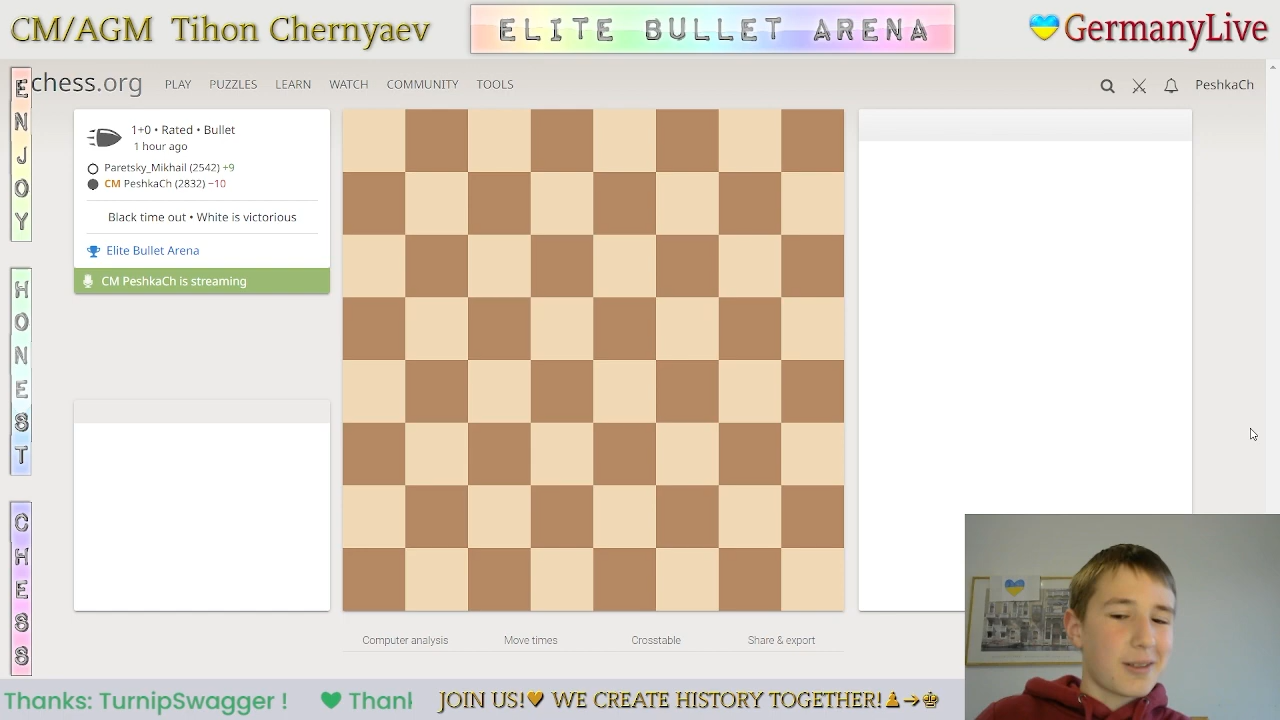 CM/AGM Tihon Chernyaev
ELITE BULLET ARENA
GermanyLive
chess.org
PLAY PUZZLES LEARN WATCH COMMUNITY TOOLS
PeshkaCh
ENJOY
HONEST
CHESS
1+0 • Rated • Bullet
1 hour ago
Paretsky_Mikhail (2542) +9
CM PeshkaCh (2832) −10
Black time out • White is victorious
Elite Bullet Arena
CM PeshkaCh is streaming
Computer analysis Move times Crosstable Share & export
Thanks: TurnipSwagger ! Thank
JOIN US! WE CREATE HISTORY TOGETHER!